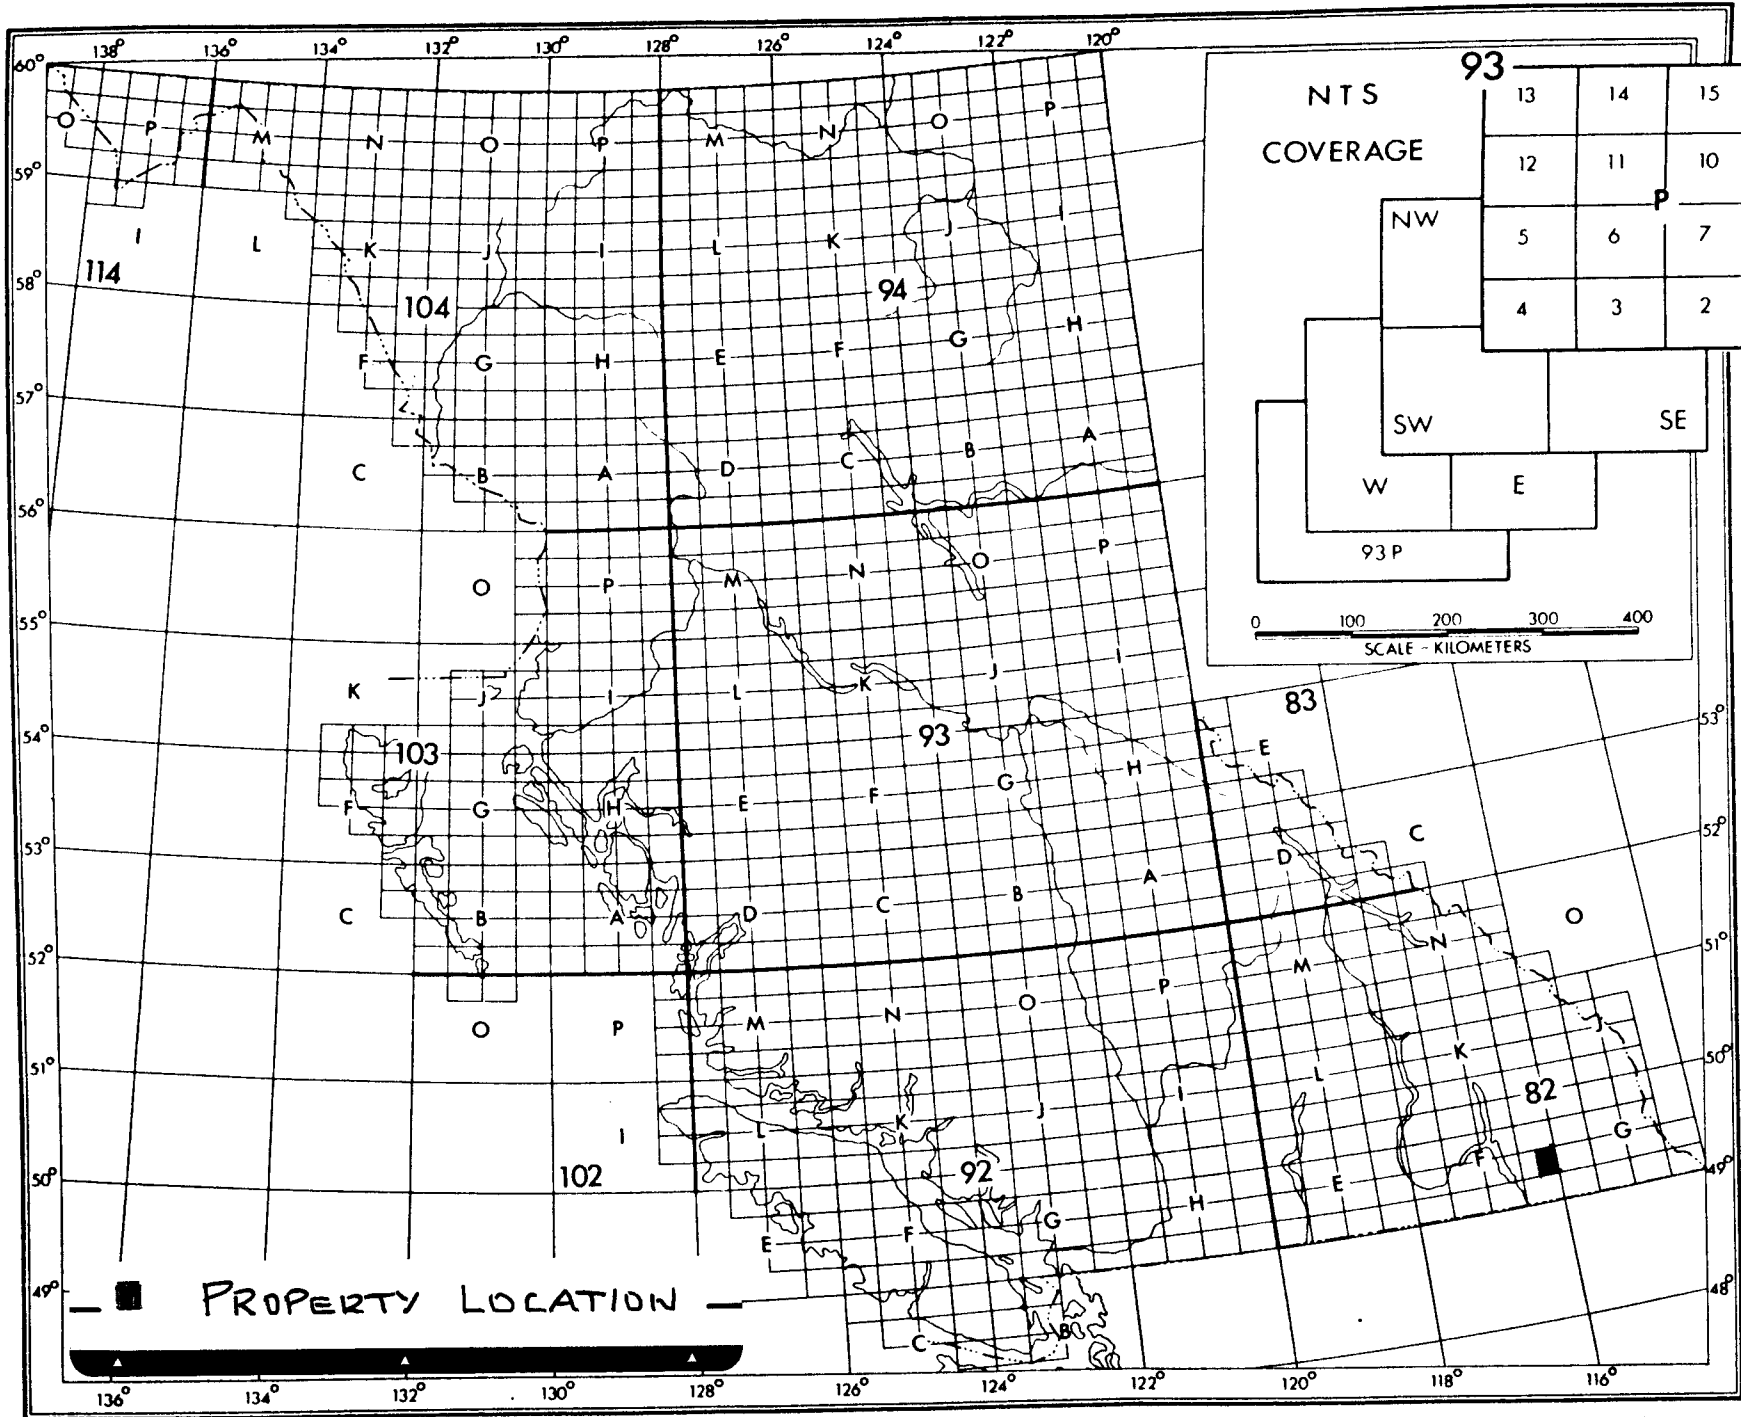 138° 136° 134° 132° 130° 128° 126° 124° 122° 120°
60°
O P M N O P M N O P
59°
I L K J I L K J I
58°
114 104 94
F G H E F G H
57°
C B A D C B A
56°
O P M N O P
55°
K J I L K J I
54°
103 93 83
F G H E F G H E
53°
C B A D C B A D C
52°
O P M N O P M N O
51°
I L K J I L K J
50°
102 92 82
E F G H E F G
49°
C B
53°
52°
51°
50°
49°
48°
136° 134° 132° 130° 128° 126° 124° 122° 120° 118° 116°
NTS
COVERAGE
93
13 14 15
12 11 10
P
5 6 7
4 3 2
NW
SW SE
W E
93 P
0 100 200 300 400
SCALE - KILOMETERS
PROPERTY LOCATION